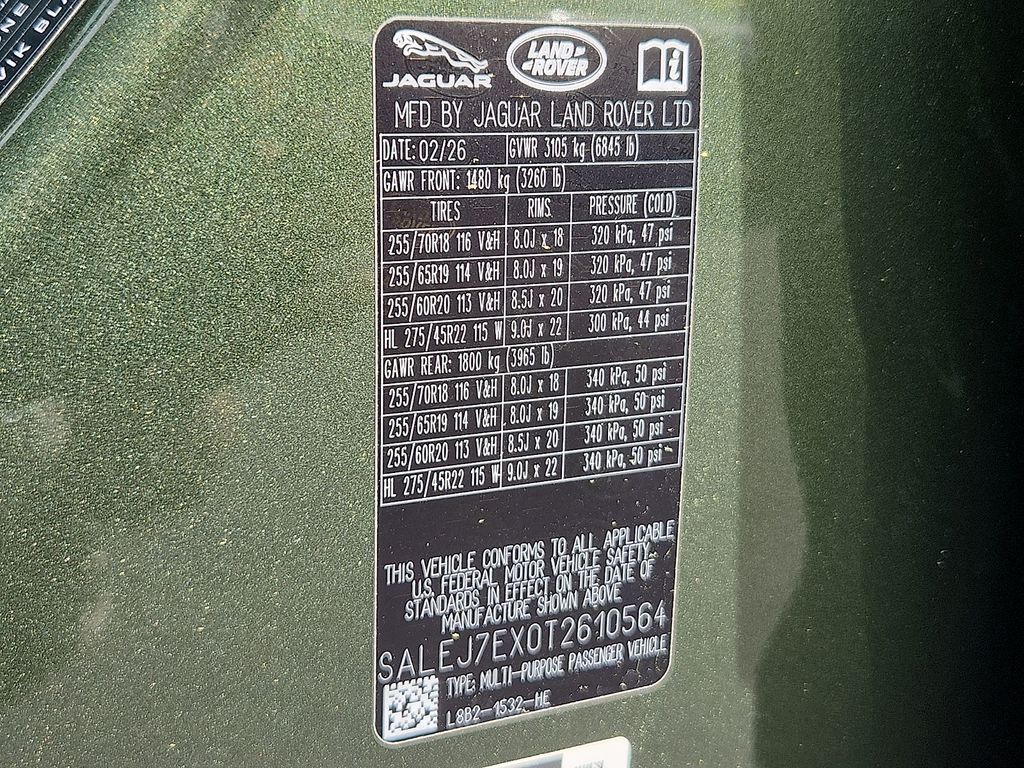 NE
VIK BLA
JAGUAR LAND ROVER
MFD BY JAGUAR LAND ROVER LTD
DATE: 02/26 GVWR 3105 kg (6845 lb)
GAWR FRONT: 1480 kg (3260 lb)
TIRES RIMS PRESSURE (COLD)
255/70R18 116 V&H 8.0J x 18 320 kPa, 47 psi
255/65R19 114 V&H 8.0J x 19 320 kPa, 47 psi
255/60R20 113 V&H 8.5J x 20 320 kPa, 47 psi
HL 275/45R22 115 W 9.0J x 22 300 kPa, 44 psi
GAWR REAR: 1800 kg (3965 lb)
255/70R18 116 V&H 8.0J x 18 340 kPa, 50 psi
255/65R19 114 V&H 8.0J x 19 340 kPa, 50 psi
255/60R20 113 V&H 8.5J x 20 340 kPa, 50 psi
HL 275/45R22 115 W 9.0J x 22 340 kPa, 50 psi
THIS VEHICLE CONFORMS TO ALL APPLICABLE
U.S. FEDERAL MOTOR VEHICLE SAFETY
STANDARDS IN EFFECT ON THE DATE OF
MANUFACTURE SHOWN ABOVE
SALEJ7EX0T2610564
TYPE: MULTI-PURPOSE PASSENGER VEHICLE
L8B2-1532-HE